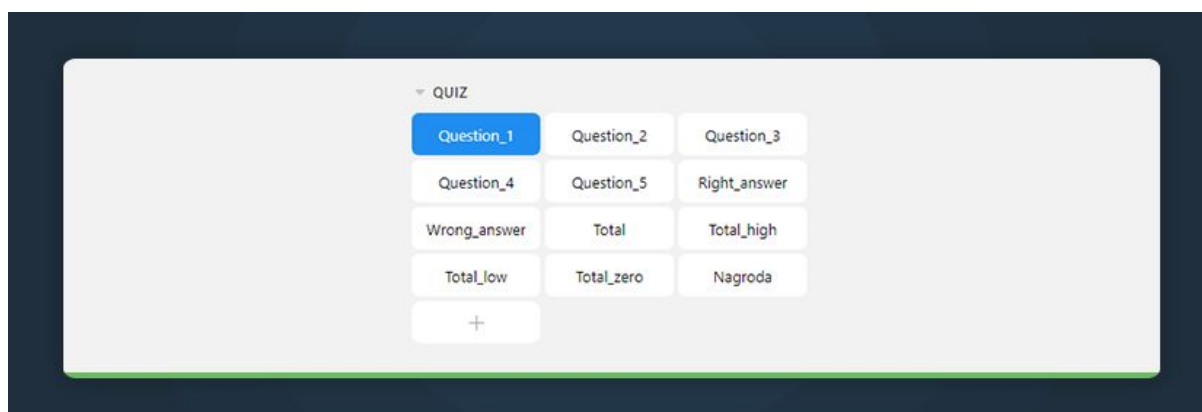 QUIZ
Question_1 Question_2 Question_3
Question_4 Question_5 Right_answer
Wrong_answer Total Total_high
Total_low Total_zero Nagroda
+